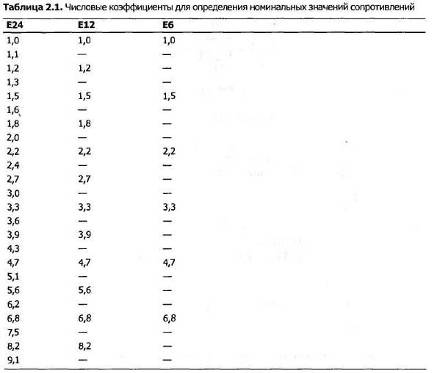 Таблица 2.1. Числовые коэффициенты для определения номинальных значений сопротивлений
E24 E12 E6
1,0 1,0 1,0
1,1 — —
1,2 1,2 —
1,3 — —
1,5 1,5 1,5
1,6 — —
1,8 1,8 —
2,0 — —
2,2 2,2 2,2
2,4 — —
2,7 2,7 —
3,0 — —
3,3 3,3 3,3
3,6 — —
3,9 3,9 —
4,3 — —
4,7 4,7 4,7
5,1 — —
5,6 5,6 —
6,2 — —
6,8 6,8 6,8
7,5 — —
8,2 8,2 —
9,1 — —